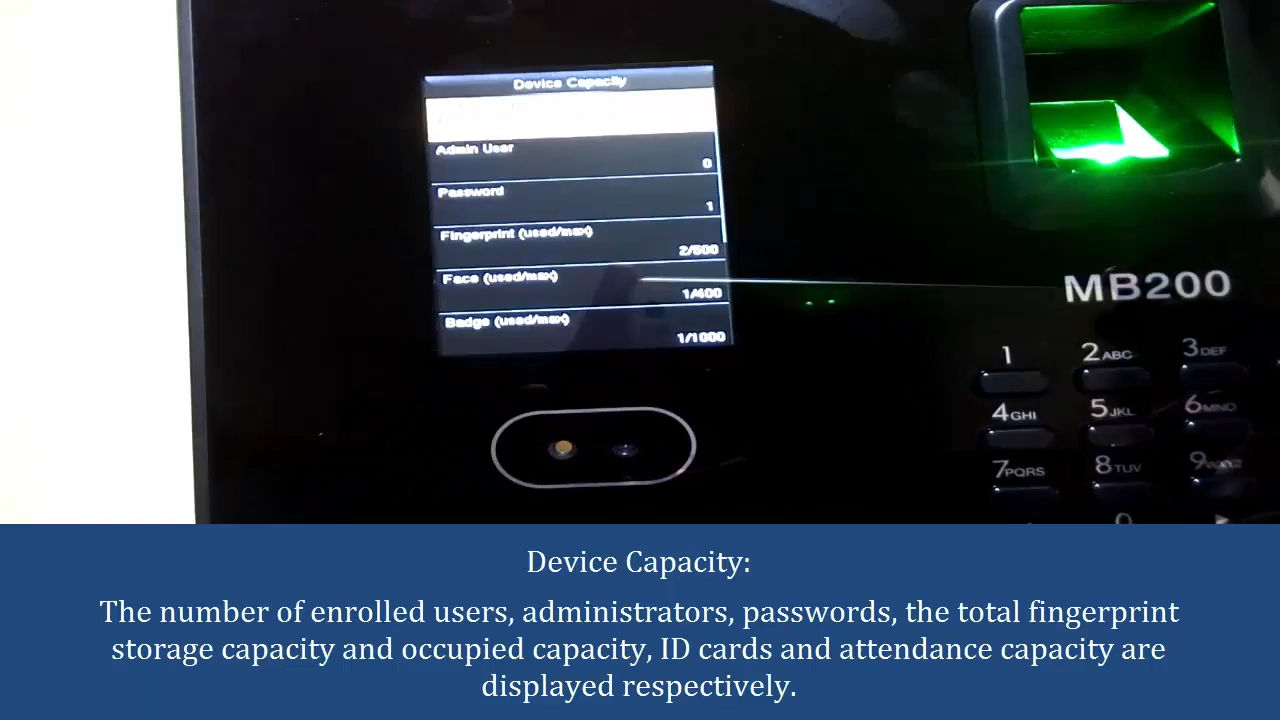 Device Capacity
Admin User
0
Password
1
Fingerprint (used/max)
2/500
Face (used/max)
1/400
Badge (used/max)
1/1000
MB200
1 2ABC 3DEF
4GHI 5JKL 6MNO
7PQRS 8TUV 9
0
Device Capacity:
The number of enrolled users, administrators, passwords, the total fingerprint
storage capacity and occupied capacity, ID cards and attendance capacity are
displayed respectively.